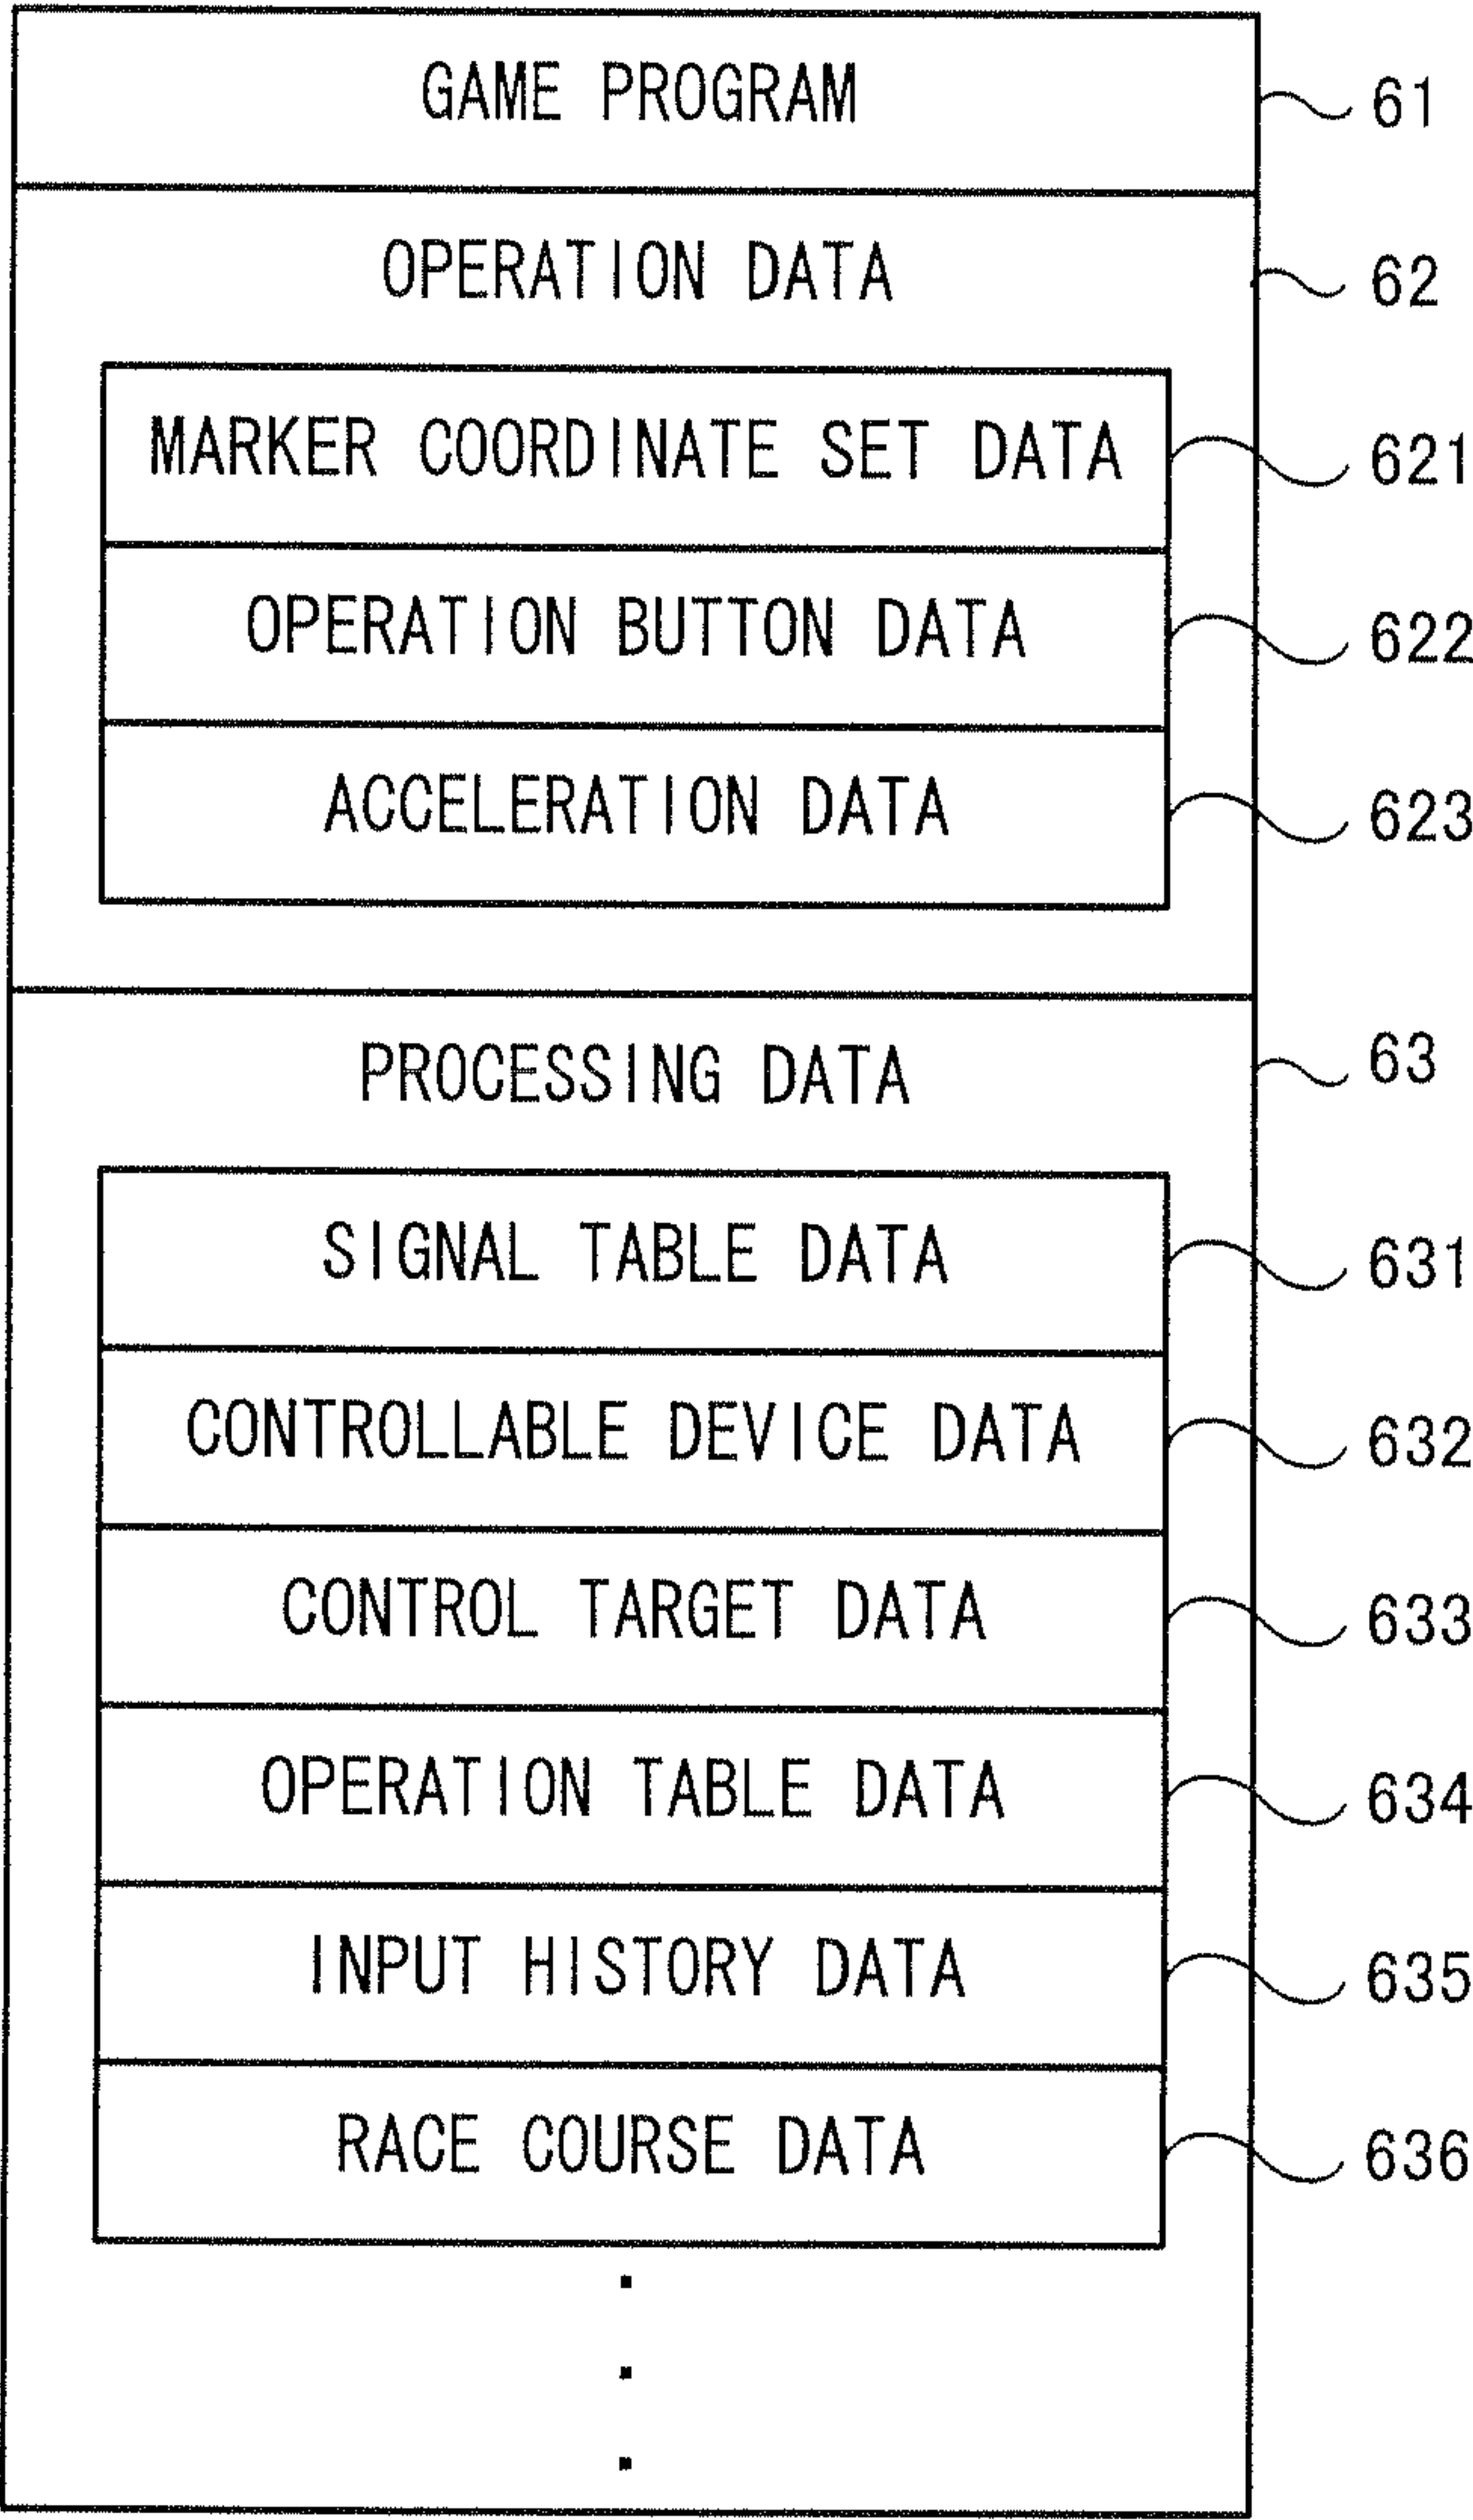 GAME PROGRAM 61
OPERATION DATA 62
MARKER COORDINATE SET DATA 621
OPERATION BUTTON DATA 622
ACCELERATION DATA 623
PROCESSING DATA 63
SIGNAL TABLE DATA 631
CONTROLLABLE DEVICE DATA 632
CONTROL TARGET DATA 633
OPERATION TABLE DATA 634
INPUT HISTORY DATA 635
RACE COURSE DATA 636